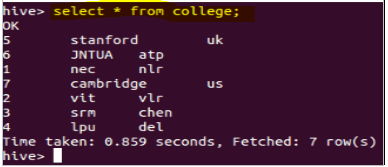 hive> select * from college;
OK
5 stanford uk
6 JNTUA atp
1 nec nlr
7 cambridge us
2 vit vlr
3 srm chen
4 lpu del
Time taken: 0.859 seconds, Fetched: 7 row(s)
hive>